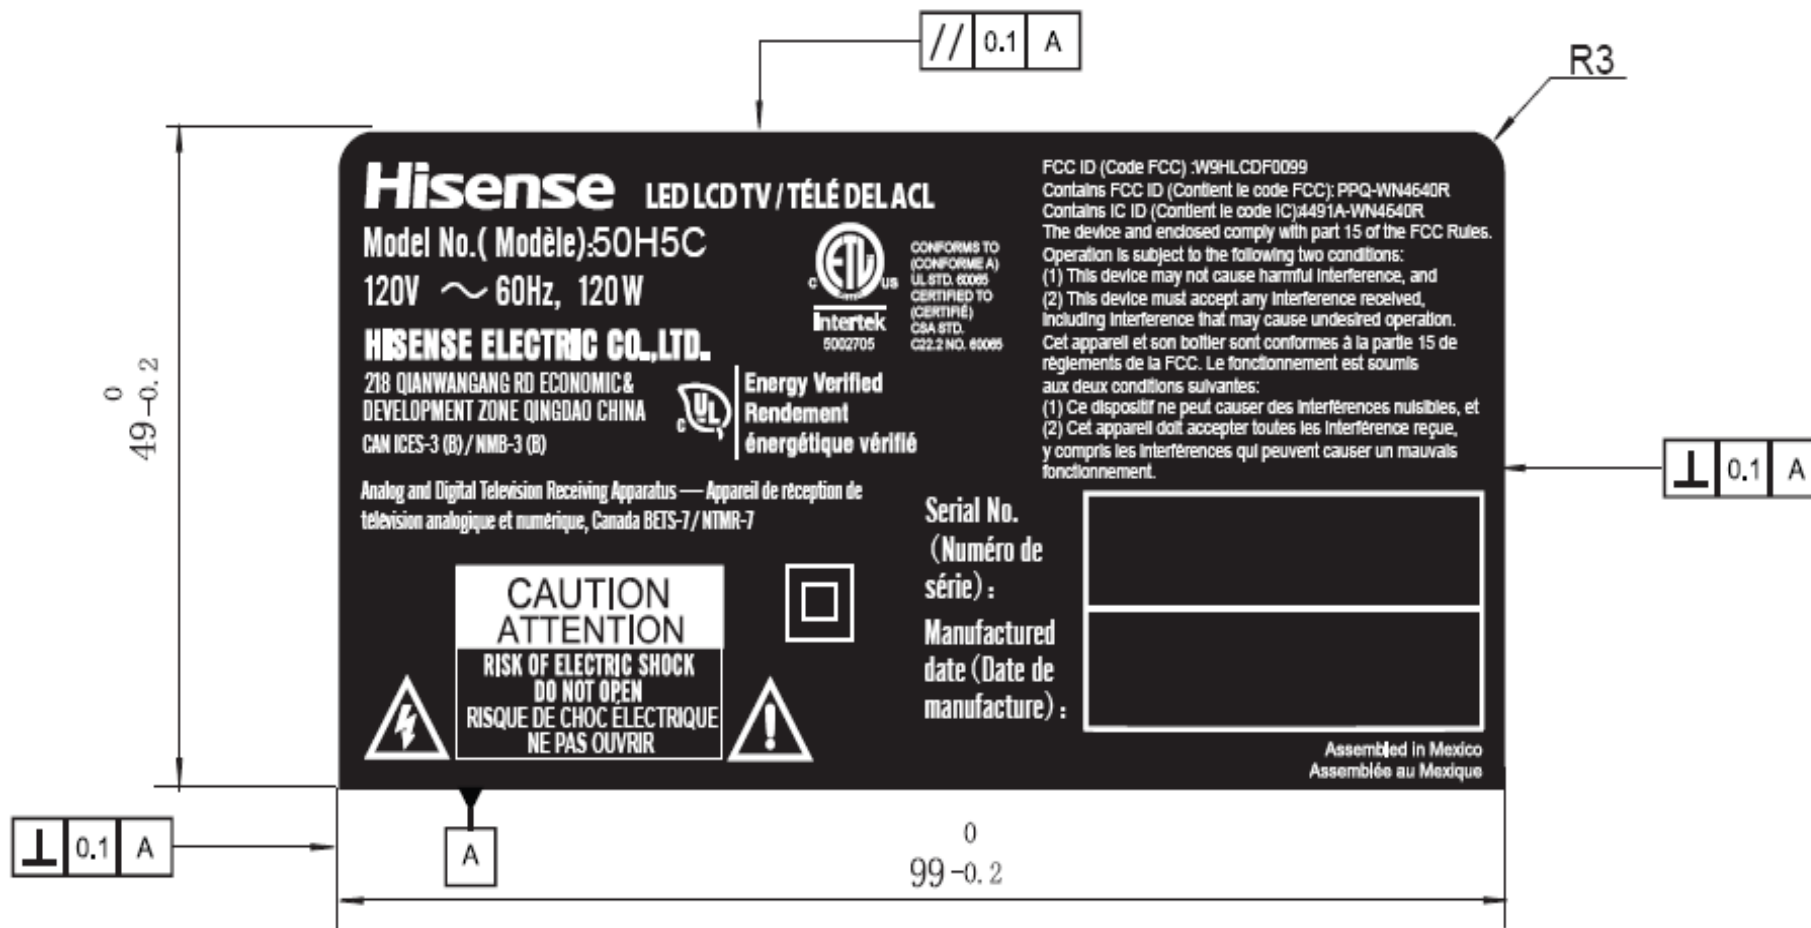 // 0.1 A
R3
Hisense LED LCD TV / TÉLÉ DEL ACL
Model No.( Modèle):50H5C
120V ～ 60Hz, 120W
HISENSE ELECTRIC CO.,LTD.
218 QIANWANGANG RD ECONOMIC &
DEVELOPMENT ZONE QINGDAO CHINA
CAN ICES-3 (B) / NMB-3 (B)
ETL
C US
Intertek
5002705
CONFORMS TO
(CONFORME A)
UL STD. 60065
CERTIFIED TO
(CERTIFIÉ)
CSA STD.
C22.2 NO. 60065
C UL
Energy Verified
Rendement
énergétique vérifié
Analog and Digital Television Receiving Apparatus — Appareil de réception de
télévision analogique et numérique, Canada BETS-7 / NTMR-7
CAUTION
ATTENTION
RISK OF ELECTRIC SHOCK
DO NOT OPEN
RISQUE DE CHOC ÉLECTRIQUE
NE PAS OUVRIR
FCC ID (Code FCC) :W9HLCDF0099
Contains FCC ID (Contient le code FCC): PPQ-WN4640R
Contains IC ID (Contient le code IC):4491A-WN4640R
The device and enclosed comply with part 15 of the FCC Rules.
Operation is subject to the following two conditions:
(1) This device may not cause harmful interference, and
(2) This device must accept any interference received,
including interference that may cause undesired operation.
Cet appareil et son boîtier sont conformes à la partie 15 de
règlements de la FCC. Le fonctionnement est soumis
aux deux conditions suivantes:
(1) Ce dispositif ne peut causer des interférences nuisibles, et
(2) Cet appareil doit accepter toutes les interférence reçue,
y compris les interférences qui peuvent causer un mauvais
fonctionnement.
Serial No.
(Numéro de
série):
Manufactured
date (Date de
manufacture):
Assembled in Mexico
Assemblée au Mexique
0
49 -0.2
⊥ 0.1 A
⊥ 0.1 A
A
0
99 -0.2